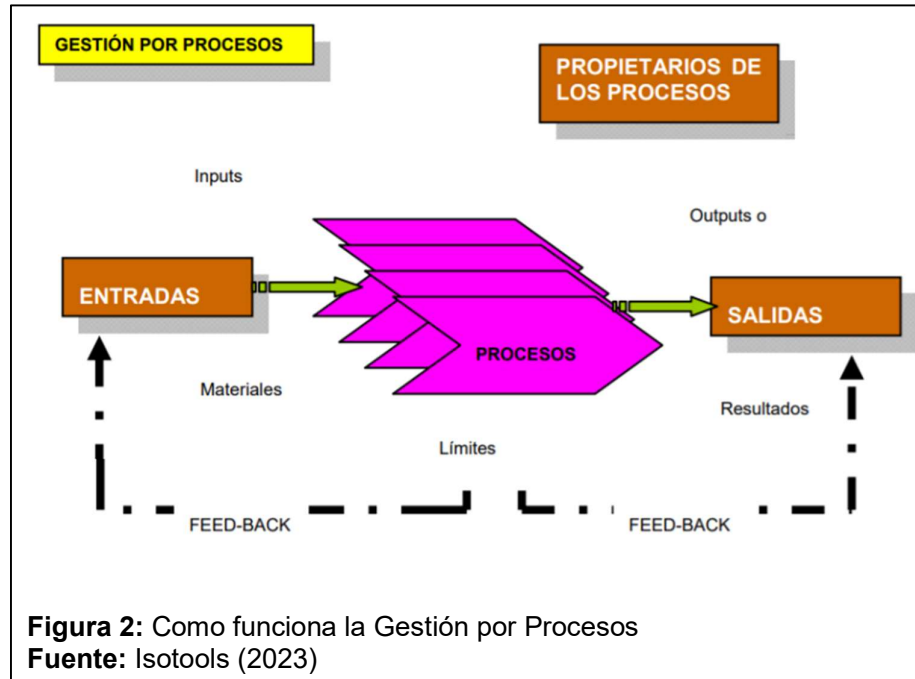 GESTIÓN POR PROCESOS
PROPIETARIOS DE
LOS PROCESOS
Inputs
Outputs o
ENTRADAS
SALIDAS
PROCESOS
Materiales
Resultados
Límites
FEED-BACK
FEED-BACK
Figura 2: Como funciona la Gestión por Procesos
Fuente: Isotools (2023)